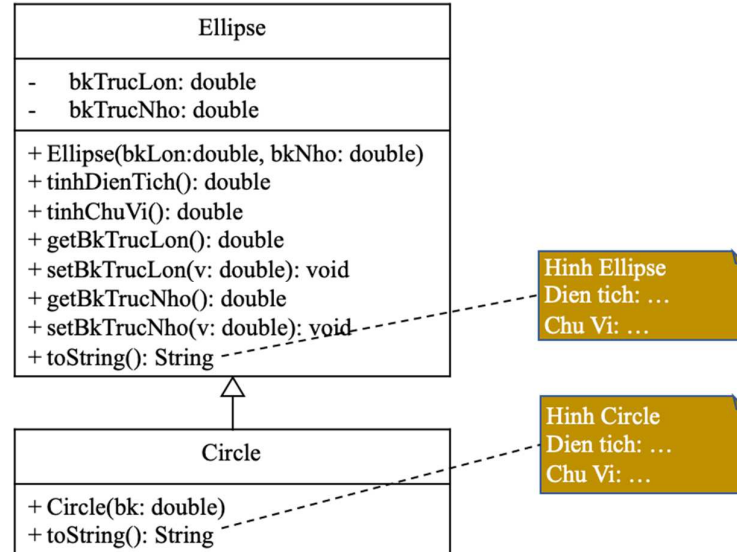 Ellipse
- bkTrucLon: double
- bkTrucNho: double
+ Ellipse(bkLon:double, bkNho: double)
+ tinhDienTich(): double
+ tinhChuVi(): double
+ getBkTrucLon(): double
+ setBkTrucLon(v: double): void
+ getBkTrucNho(): double
+ setBkTrucNho(v: double): void
+ toString(): String
Hinh Ellipse
Dien tich: …
Chu Vi: …
Circle
+ Circle(bk: double)
+ toString(): String
Hinh Circle
Dien tich: …
Chu Vi: …